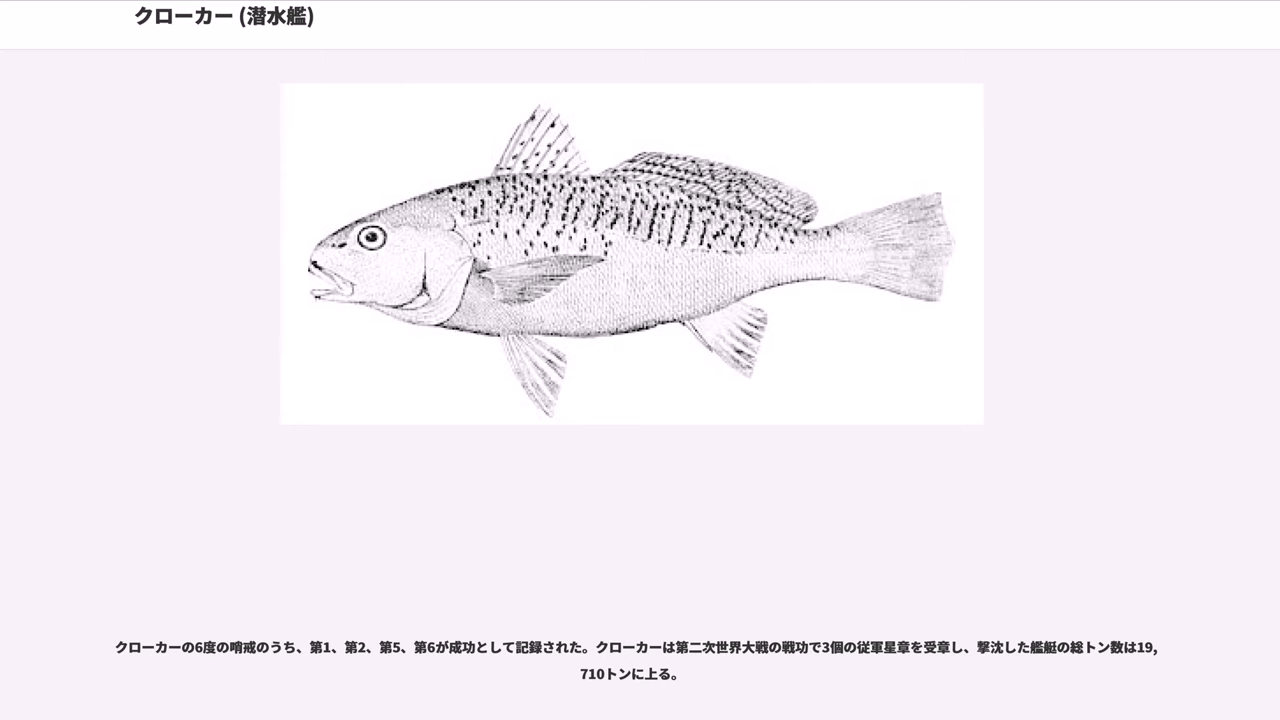 クローカー (潜水艦)
クローカーの6度の哨戒のうち、第1、第2、第5、第6が成功として記録された。クローカーは第二次世界大戦の戦功で3個の従軍星章を受章し、撃沈した艦艇の総トン数は19,
710トンに上る。